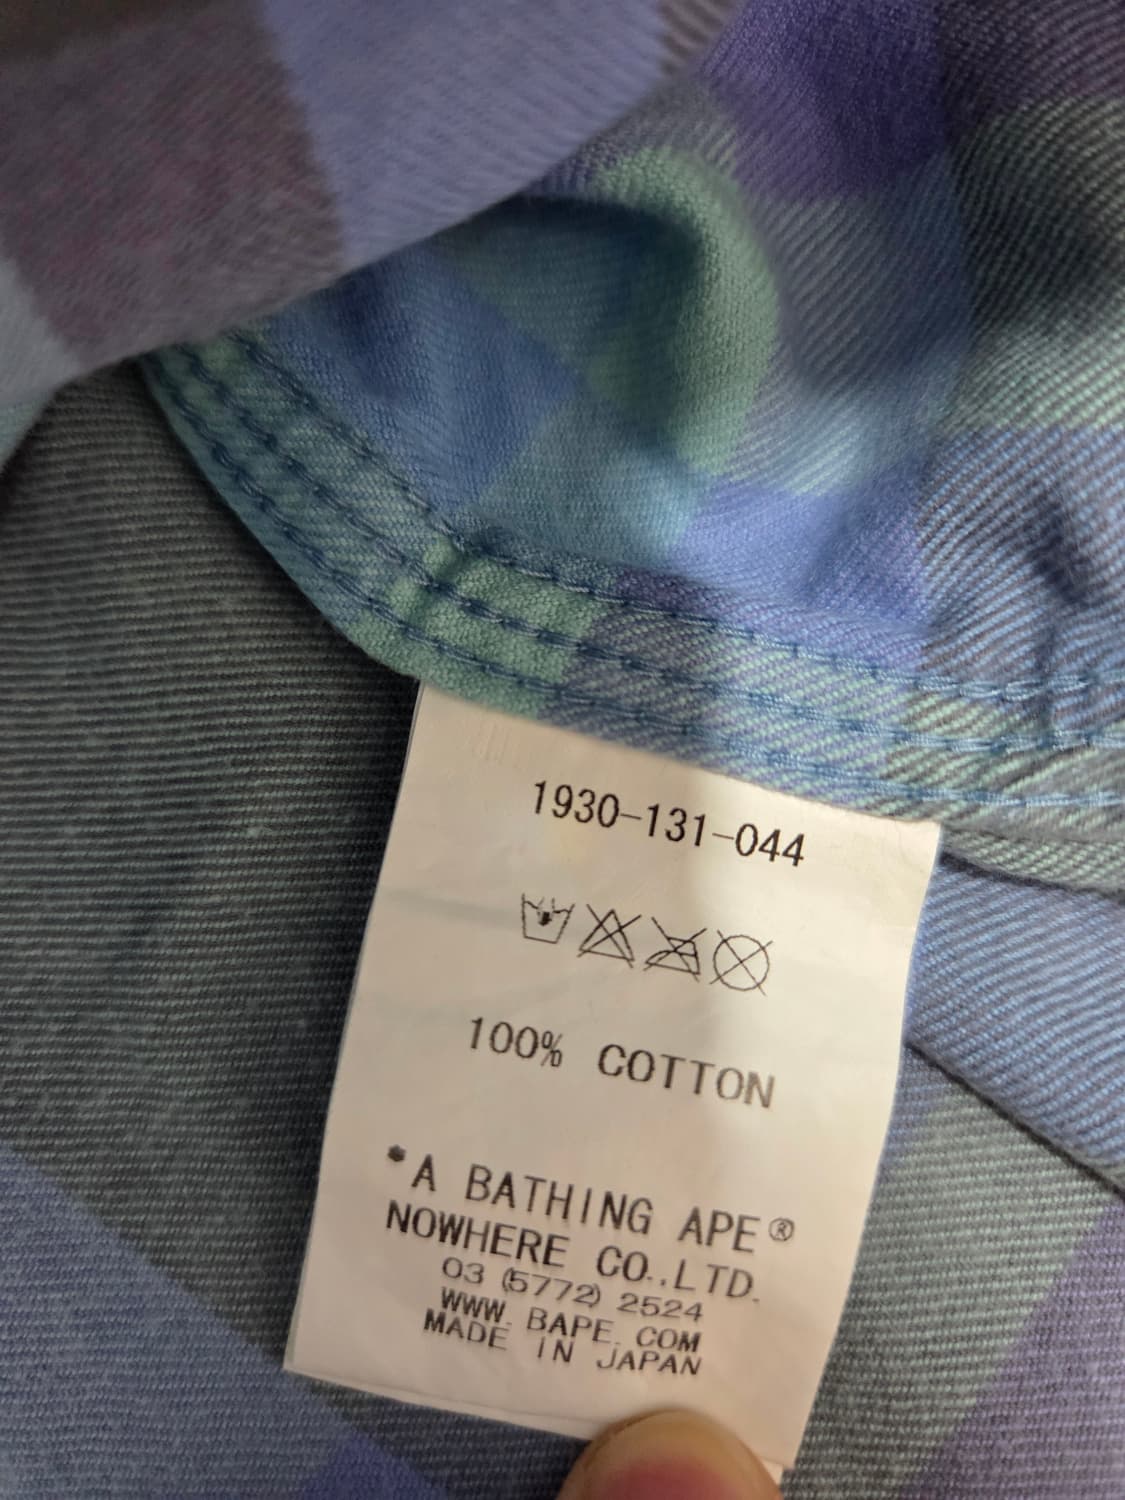 1930-131-044
100% COTTON
*A BATHING APE®
NOWHERE CO.,LTD.
03 (5772) 2524
WWW. BAPE. COM
MADE IN JAPAN